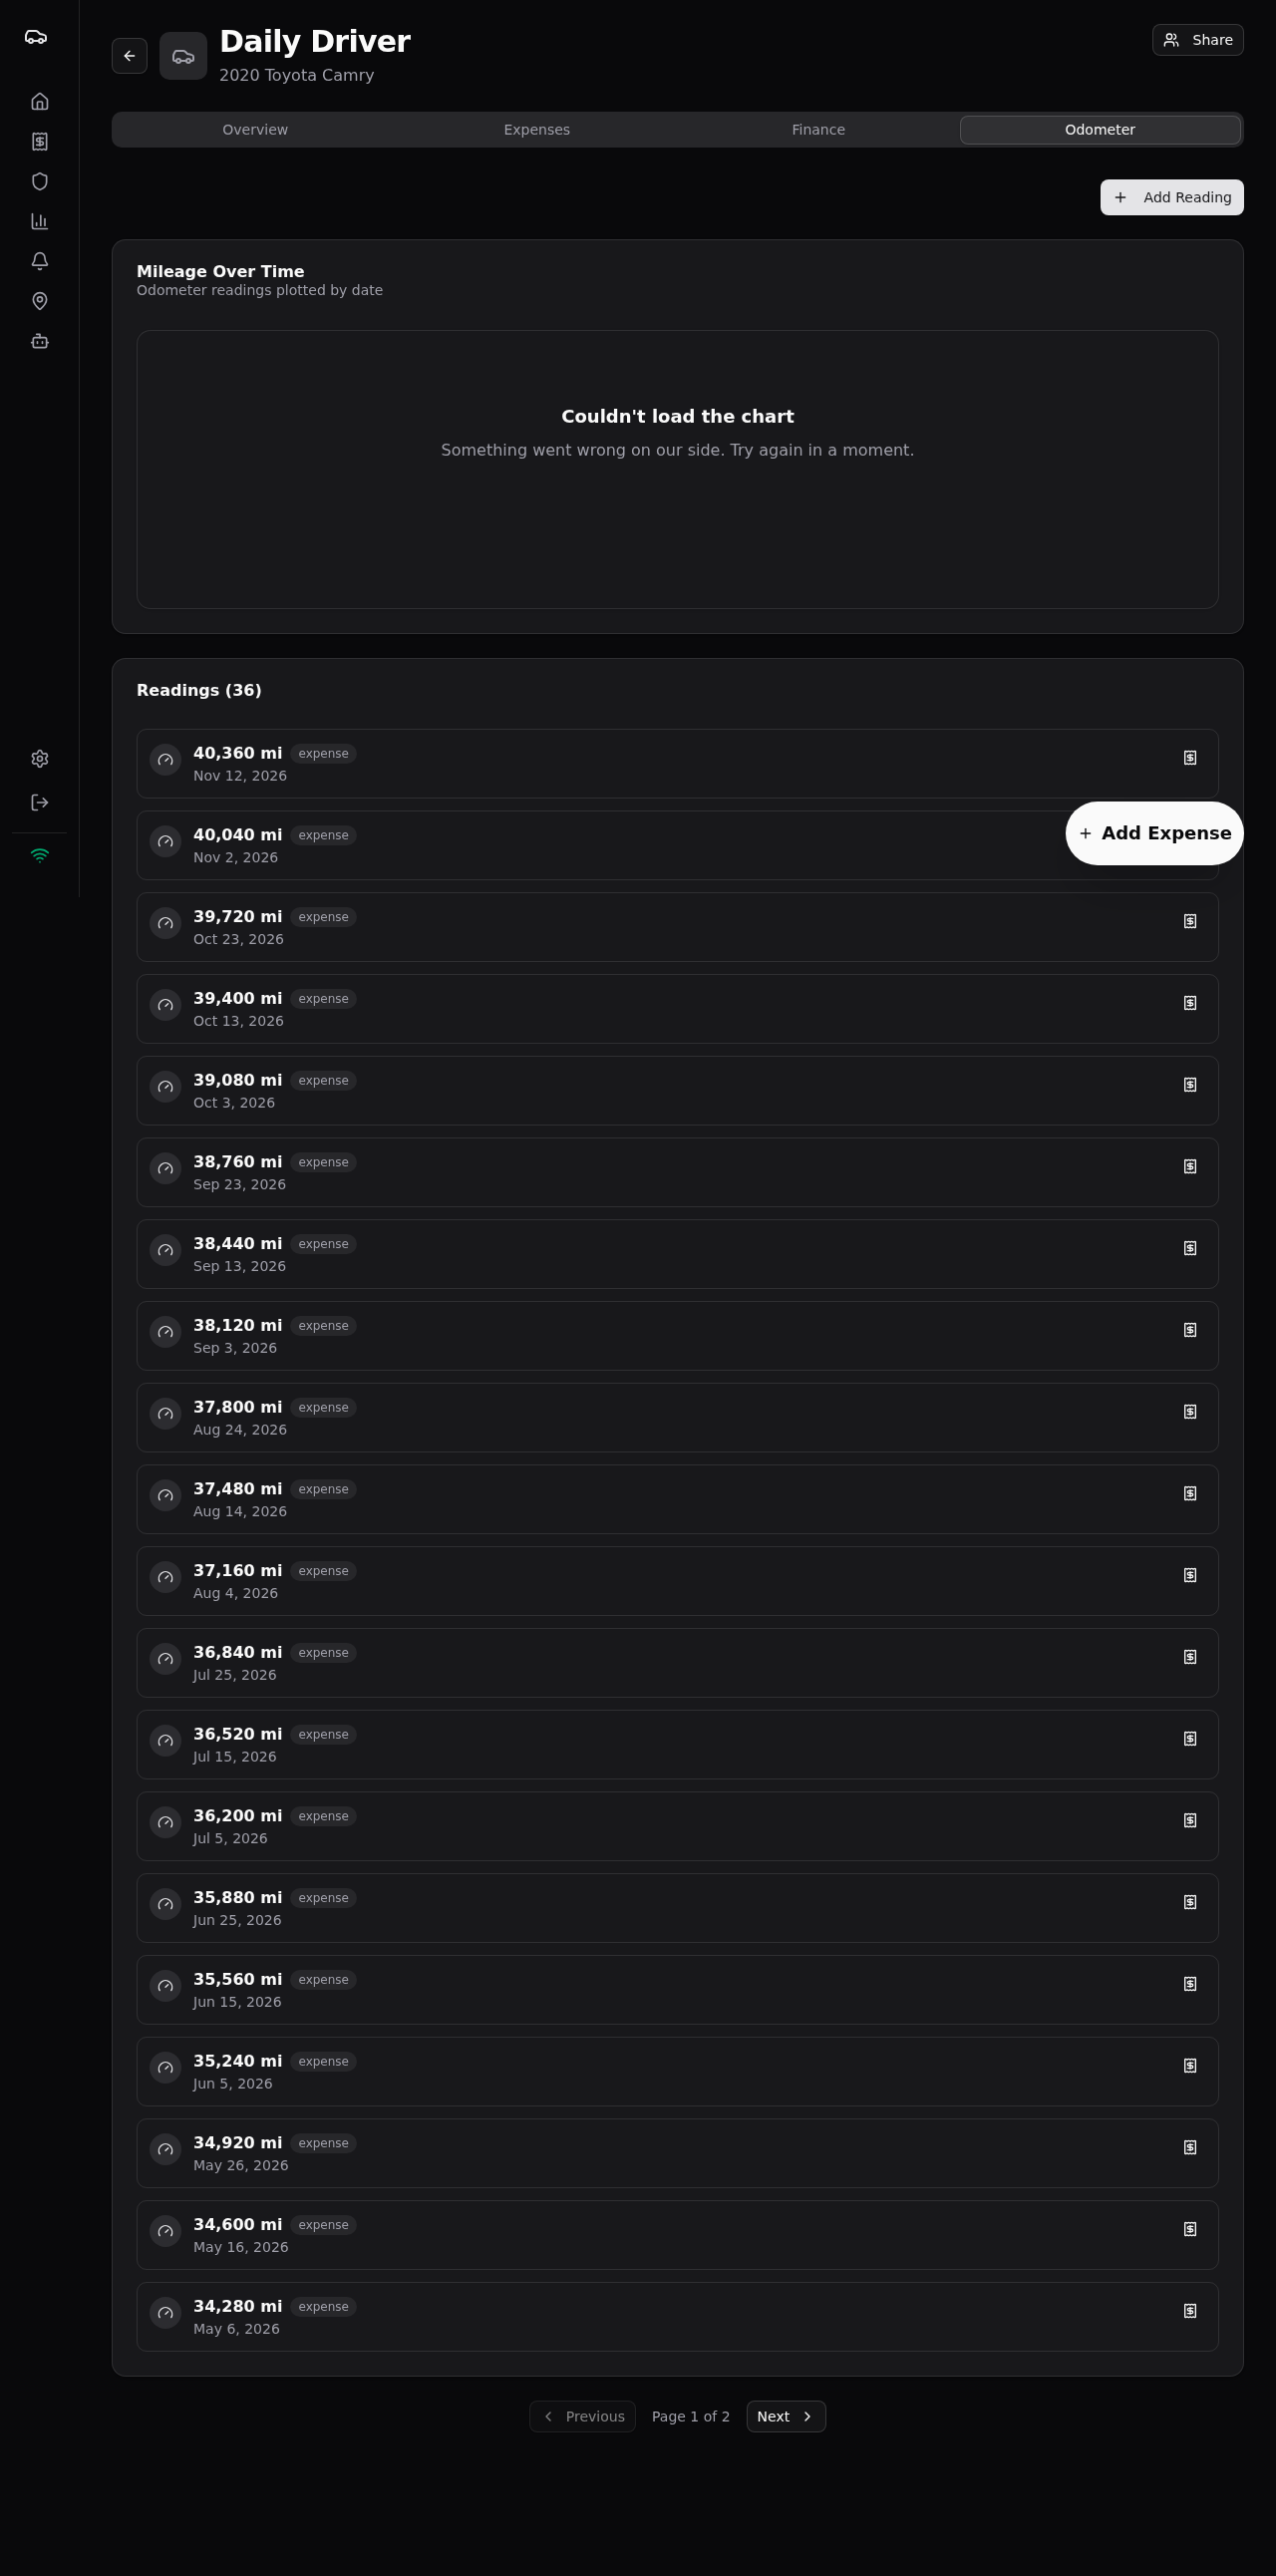 Daily Driver
2020 Toyota Camry
Share
Overview
Expenses
Finance
Odometer
Add Reading
Mileage Over Time
Odometer readings plotted by date
Couldn't load the chart
Something went wrong on our side. Try again in a moment.
Readings (36)
40,360 mi expense
Nov 12, 2026
40,040 mi expense
Nov 2, 2026
Add Expense
39,720 mi expense
Oct 23, 2026
39,400 mi expense
Oct 13, 2026
39,080 mi expense
Oct 3, 2026
38,760 mi expense
Sep 23, 2026
38,440 mi expense
Sep 13, 2026
38,120 mi expense
Sep 3, 2026
37,800 mi expense
Aug 24, 2026
37,480 mi expense
Aug 14, 2026
37,160 mi expense
Aug 4, 2026
36,840 mi expense
Jul 25, 2026
36,520 mi expense
Jul 15, 2026
36,200 mi expense
Jul 5, 2026
35,880 mi expense
Jun 25, 2026
35,560 mi expense
Jun 15, 2026
35,240 mi expense
Jun 5, 2026
34,920 mi expense
May 26, 2026
34,600 mi expense
May 16, 2026
34,280 mi expense
May 6, 2026
Previous
Page 1 of 2
Next